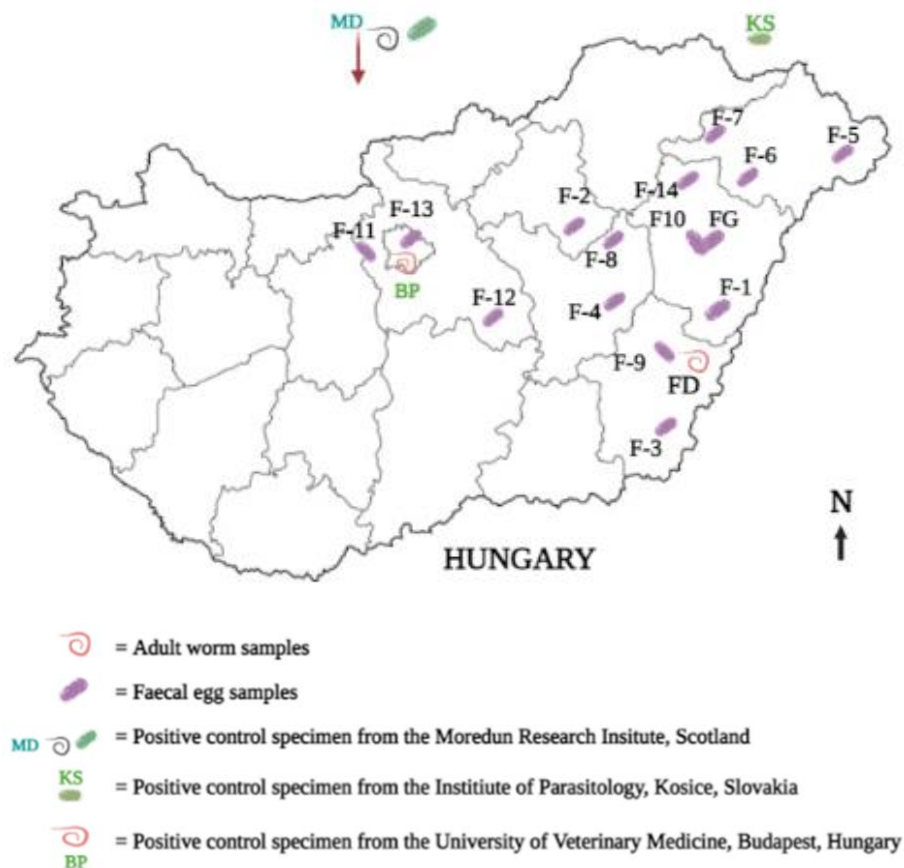 MD
KS
F-7
F-5
F-6
F-14
F-2
F-13
F10 FG
F-11
F-8
BP
F-1
F-12
F-4
F-9
FD
F-3
N
HUNGARY
= Adult worm samples
= Faecal egg samples
MD = Positive control specimen from the Moredun Research Insitute, Scotland
KS
= Positive control specimen from the Institiute of Parasitology, Kosice, Slovakia
= Positive control specimen from the University of Veterinary Medicine, Budapest, Hungary
BP